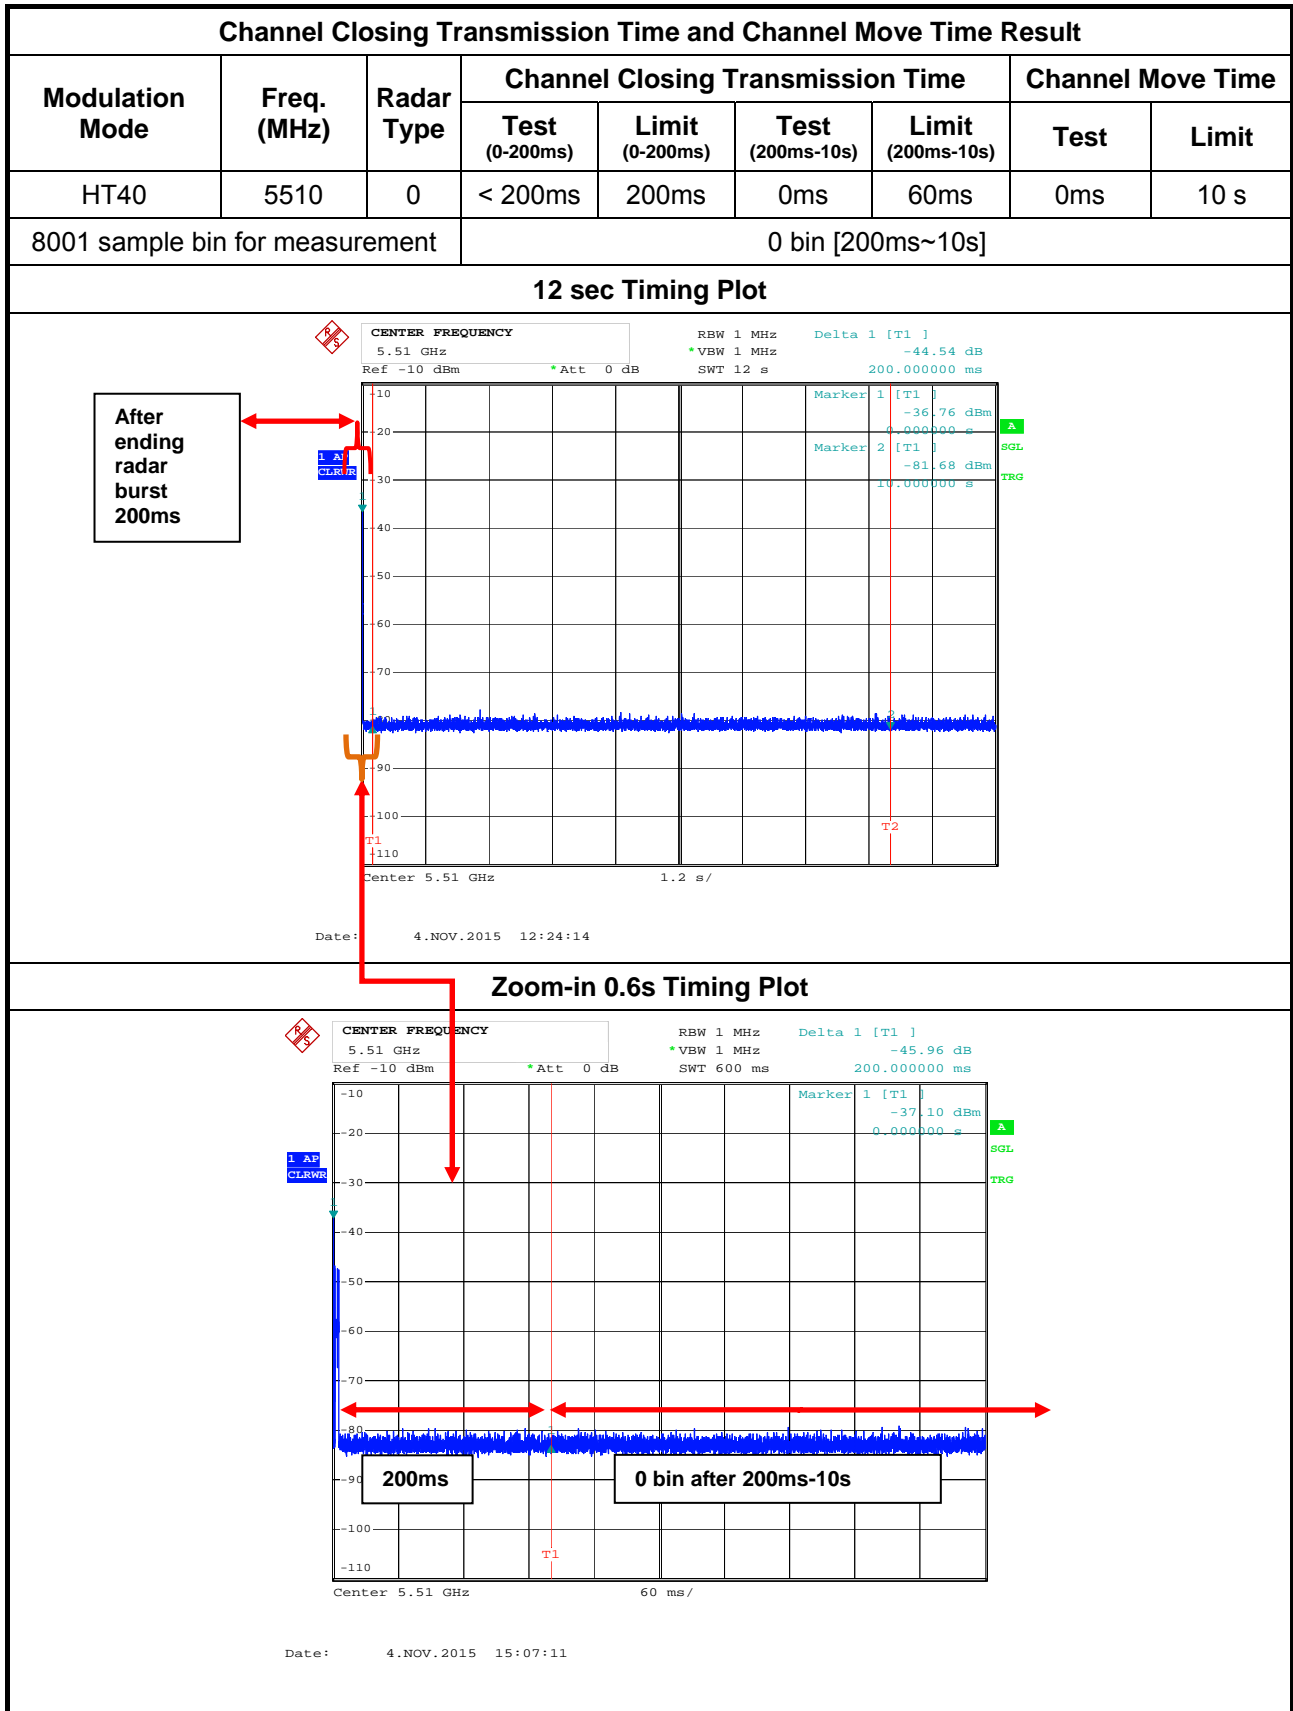 Channel Closing Transmission Time and Channel Move Time Result
Modulation Mode Freq. (MHz) Radar Type Channel Closing Transmission Time Channel Move Time
Test (0-200ms) Limit (0-200ms) Test (200ms-10s) Limit (200ms-10s) Test Limit
HT40 5510 0 < 200ms 200ms 0ms 60ms 0ms 10 s
8001 sample bin for measurement 0 bin [200ms~10s]
12 sec Timing Plot
R S
CENTER FREQUENCY RBW 1 MHz Delta 1 [T1 ]
5.51 GHz *VBW 1 MHz -44.54 dB
Ref -10 dBm *Att 0 dB SWT 12 s 200.000000 ms
-10 Marker 1 [T1 ]
-36.76 dBm
-20 0.000000 s A
Marker 2 [T1 ] SGL
1 AP -81.68 dBm
CLRWR -30 10.000000 s TRG
After
ending
radar
burst
200ms
1
-40
-50
-60
-70
1 2
-80
-90
-100
T1 T2
-110
Center 5.51 GHz 1.2 s/
Date: 4.NOV.2015 12:24:14
Zoom-in 0.6s Timing Plot
R S
CENTER FREQUENCY RBW 1 MHz Delta 1 [T1 ]
5.51 GHz *VBW 1 MHz -45.96 dB
Ref -10 dBm *Att 0 dB SWT 600 ms 200.000000 ms
-10 Marker 1 [T1 ]
-37.10 dBm
-20 0.000000 s A
SGL
1 AP
CLRWR -30 TRG
1
-40
-50
-60
-70
-80 1
-90 200ms 0 bin after 200ms-10s
-100
T1
-110
Center 5.51 GHz 60 ms/
Date: 4.NOV.2015 15:07:11